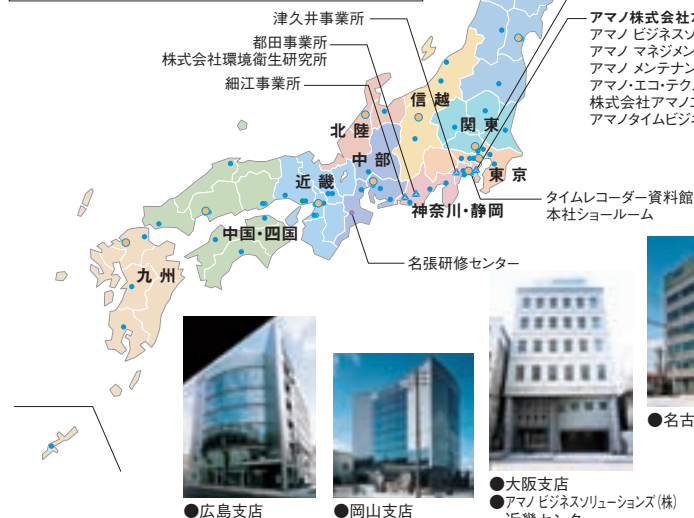 津久井事業所
都田事業所
株式会社環境衛生研究所
細江事業所
アマノ株式会社
アマノ ビジネスソ
アマノ マネジメン
アマノ メンテナン
アマノ・エコ・テク
株式会社アマノエ
アマノタイムビジネ
信越
北陸
関東
中部
近畿
東京
神奈川・静岡
中国・四国
九州
タイムレコーダー資料館
本社ショールーム
名張研修センター
●名古
●大阪支店
●アマノ ビジネスソリューションズ(株)
近畿センター
●広島支店
●岡山支店